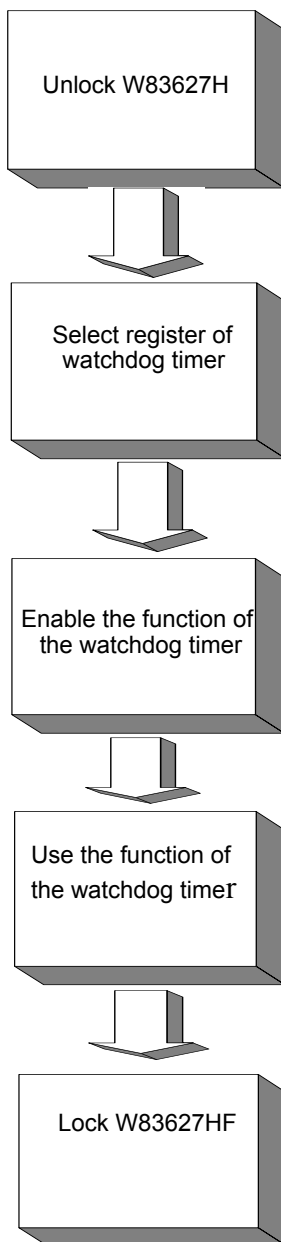 Unlock W83627H
Select register of
watchdog timer
Enable the function of
the watchdog timer
Use the function of
the watchdog timer
Lock W83627HF